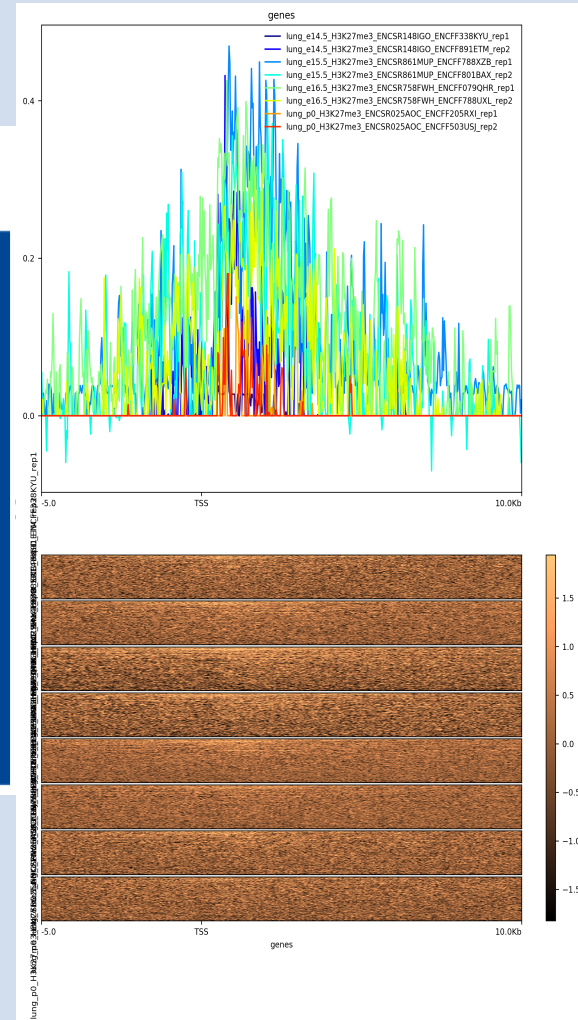 genes
lung_e14.5_H3K27me3_ENCSR148IGO_ENCFF338KYU_rep1
lung_e14.5_H3K27me3_ENCSR148IGO_ENCFF891ETM_rep2
lung_e15.5_H3K27me3_ENCSR861MUP_ENCFF788XZB_rep1
lung_e15.5_H3K27me3_ENCSR861MUP_ENCFF801BAX_rep2
lung_e16.5_H3K27me3_ENCSR758FWH_ENCFF079QHR_rep1
lung_e16.5_H3K27me3_ENCSR758FWH_ENCFF788UXL_rep2
lung_p0_H3K27me3_ENCSR025AOC_ENCFF205RXI_rep1
lung_p0_H3K27me3_ENCSR025AOC_ENCFF503USJ_rep2
0.4
0.2
0.0
-5.0 TSS 10.0Kb
1.5
1.0
0.5
0.0
−0.5
−1.0
−1.5
-5.0 TSS 10.0Kb
genes